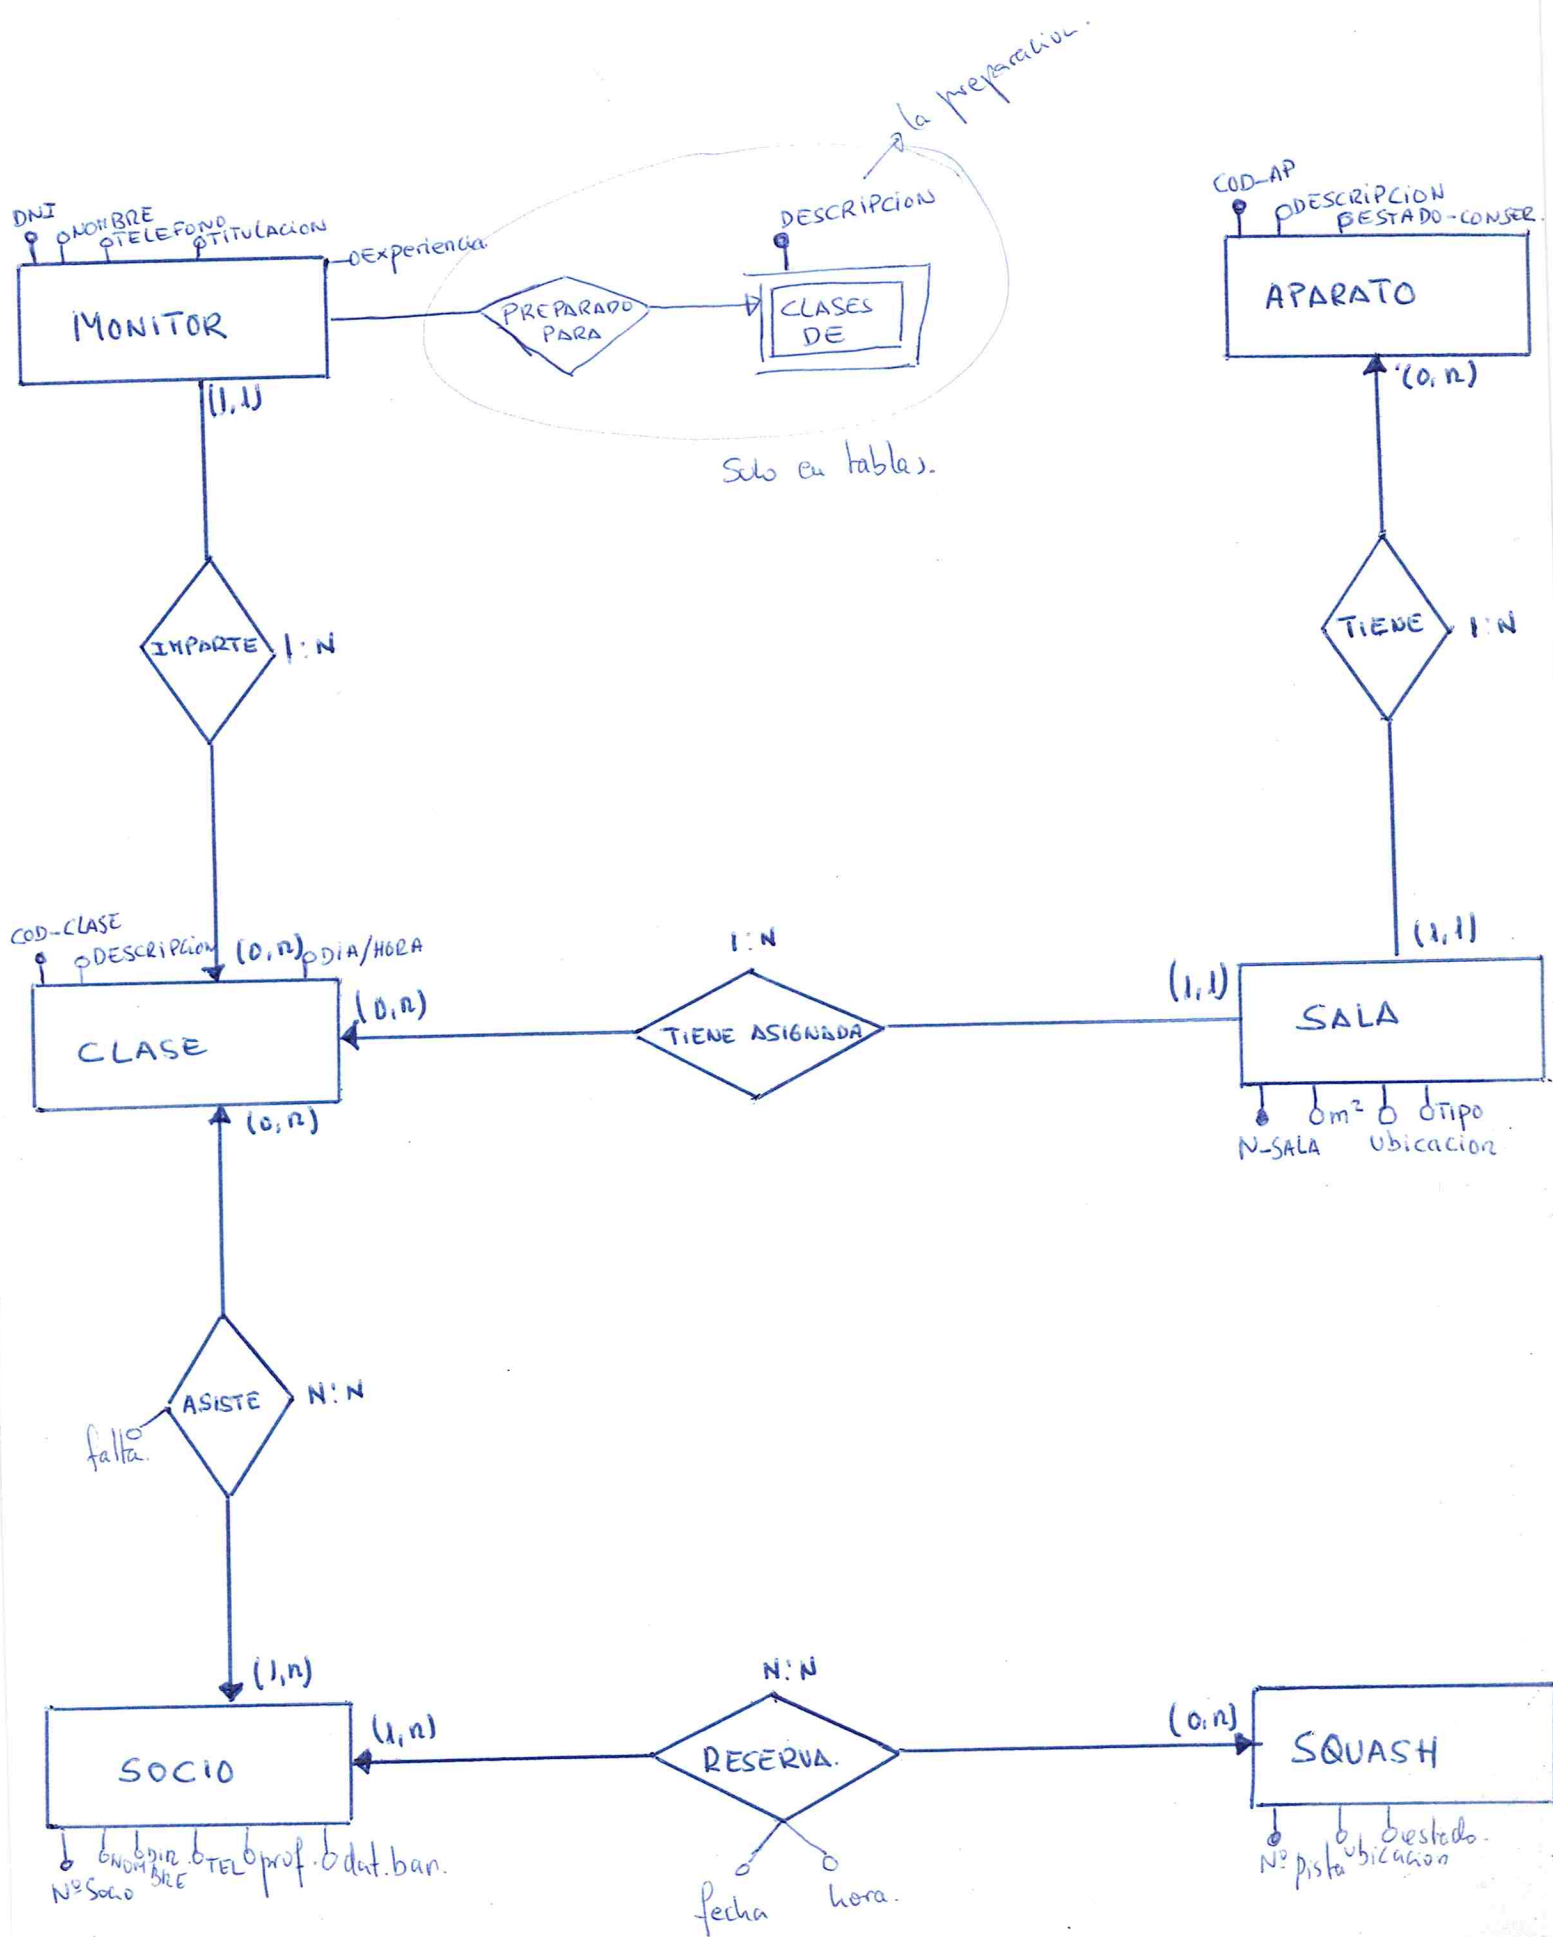 la preparacion.
DNI
NOMBRE
TELEFONO
TITULACION
Experiencia
MONITOR
PREPARADO
PARA
DESCRIPCION
CLASES
DE
Solo en tablas.
COD-AP
DESCRIPCION
ESTADO-CONSER.
APARATO
(0,n)
(1,1)
IMPARTE
1:N
TIENE
1:N
COD-CLASE
DESCRIPCION
(0,n)
DIA/HORA
CLASE
(0,n)
1:N
TIENE ASIGNADA
(1,1)
(1,1)
SALA
N-SALA
m²
Ubicacion
Tipo
(0,n)
ASISTE
N:N
falta.
(1,n)
SOCIO
(1,n)
N:N
RESERVA.
(0,n)
SQUASH
Nº Socio
NOMBRE
DIR.
TEL
prof.
dat.ban.
fecha
hora.
Nº pista
ubicacion
estado.